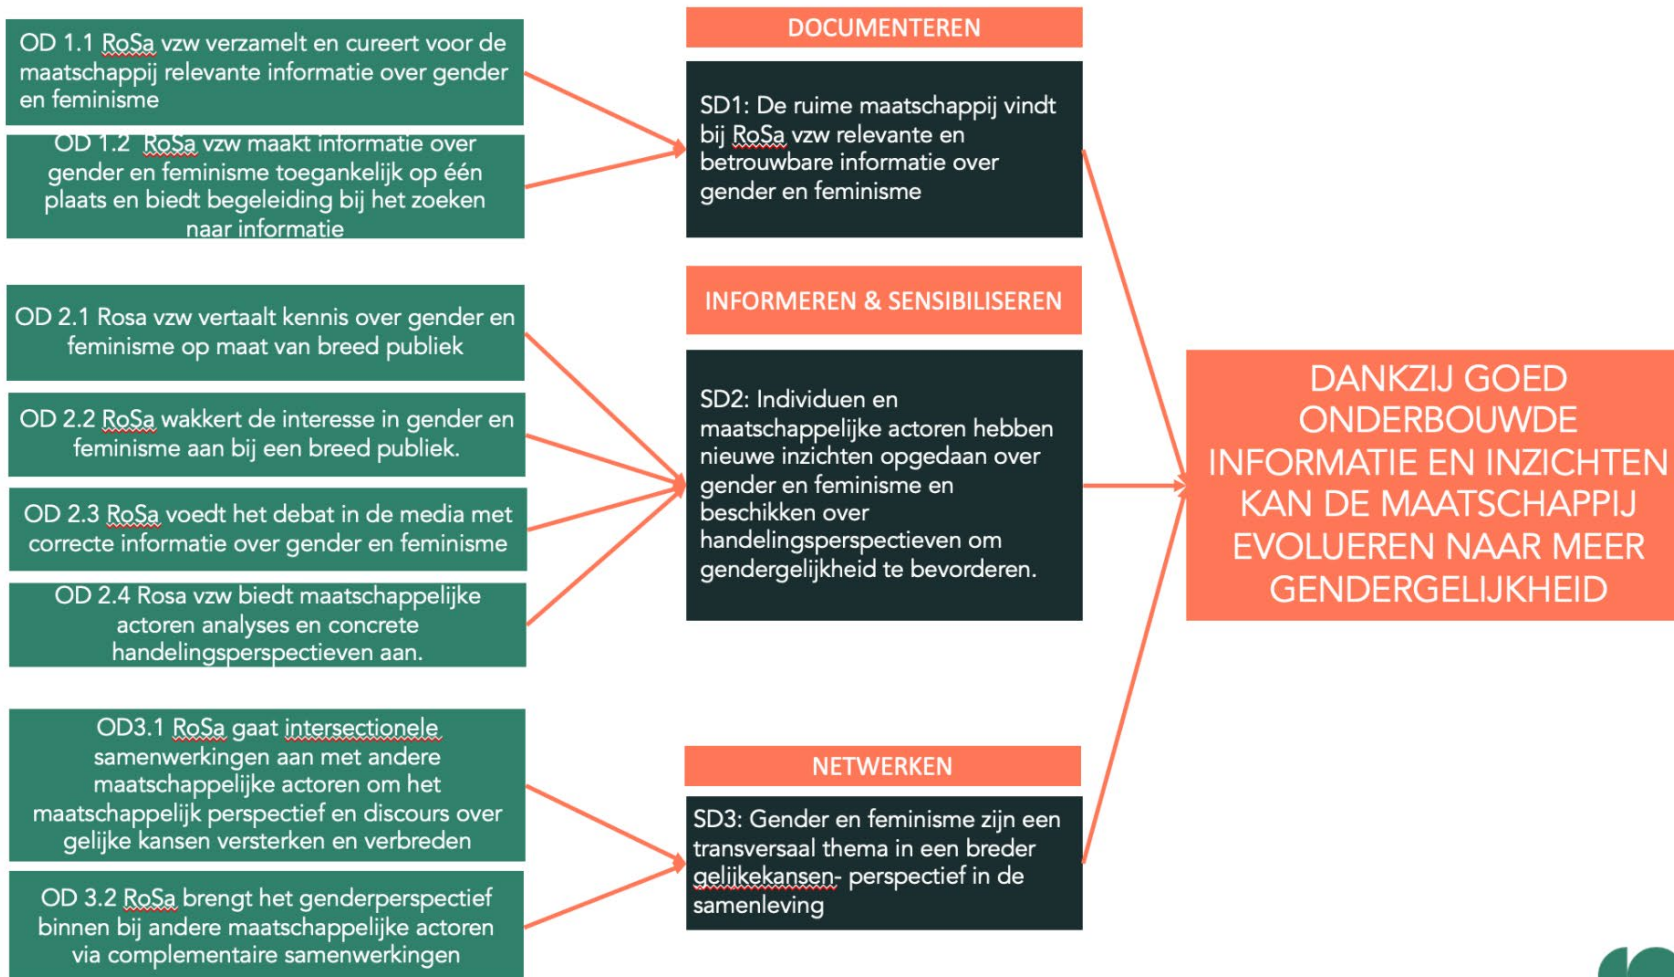 OD 1.1 RoSa vzw verzamelt en cureert voor de
maatschappij relevante informatie over gender
en feminisme
OD 1.2 RoSa vzw maakt informatie over
gender en feminisme toegankelijk op één
plaats en biedt begeleiding bij het zoeken
naar informatie
DOCUMENTEREN
SD1: De ruime maatschappij vindt
bij RoSa vzw relevante en
betrouwbare informatie over
gender en feminisme
OD 2.1 Rosa vzw vertaalt kennis over gender en
feminisme op maat van breed publiek
OD 2.2 RoSa wakkert de interesse in gender en
feminisme aan bij een breed publiek.
OD 2.3 RoSa voedt het debat in de media met
correcte informatie over gender en feminisme
OD 2.4 Rosa vzw biedt maatschappelijke
actoren analyses en concrete
handelingsperspectieven aan.
INFORMEREN & SENSIBILISEREN
SD2: Individuen en
maatschappelijke actoren hebben
nieuwe inzichten opgedaan over
gender en feminisme en
beschikken over
handelingsperspectieven om
gendergelijkheid te bevorderen.
OD3.1 RoSa gaat intersectionele
samenwerkingen aan met andere
maatschappelijke actoren om het
maatschappelijk perspectief en discours over
gelijke kansen versterken en verbreden
OD 3.2 RoSa brengt het genderperspectief
binnen bij andere maatschappelijke actoren
via complementaire samenwerkingen
NETWERKEN
SD3: Gender en feminisme zijn een
transversaal thema in een breder
gelijkekansen- perspectief in de
samenleving
DANKZIJ GOED
ONDERBOUWDE
INFORMATIE EN INZICHTEN
KAN DE MAATSCHAPPIJ
EVOLUEREN NAAR MEER
GENDERGELIJKHEID